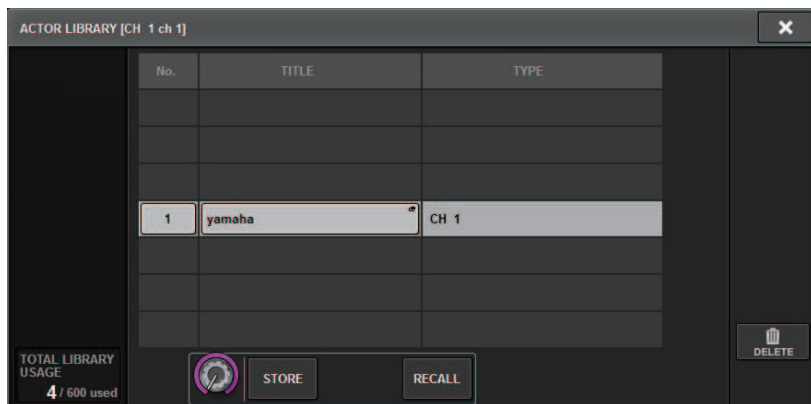 ACTOR LIBRARY [CH 1 ch 1]
No. TITLE TYPE
1 yamaha CH 1
DELETE
TOTAL LIBRARY
USAGE
4 / 600 used
STORE RECALL